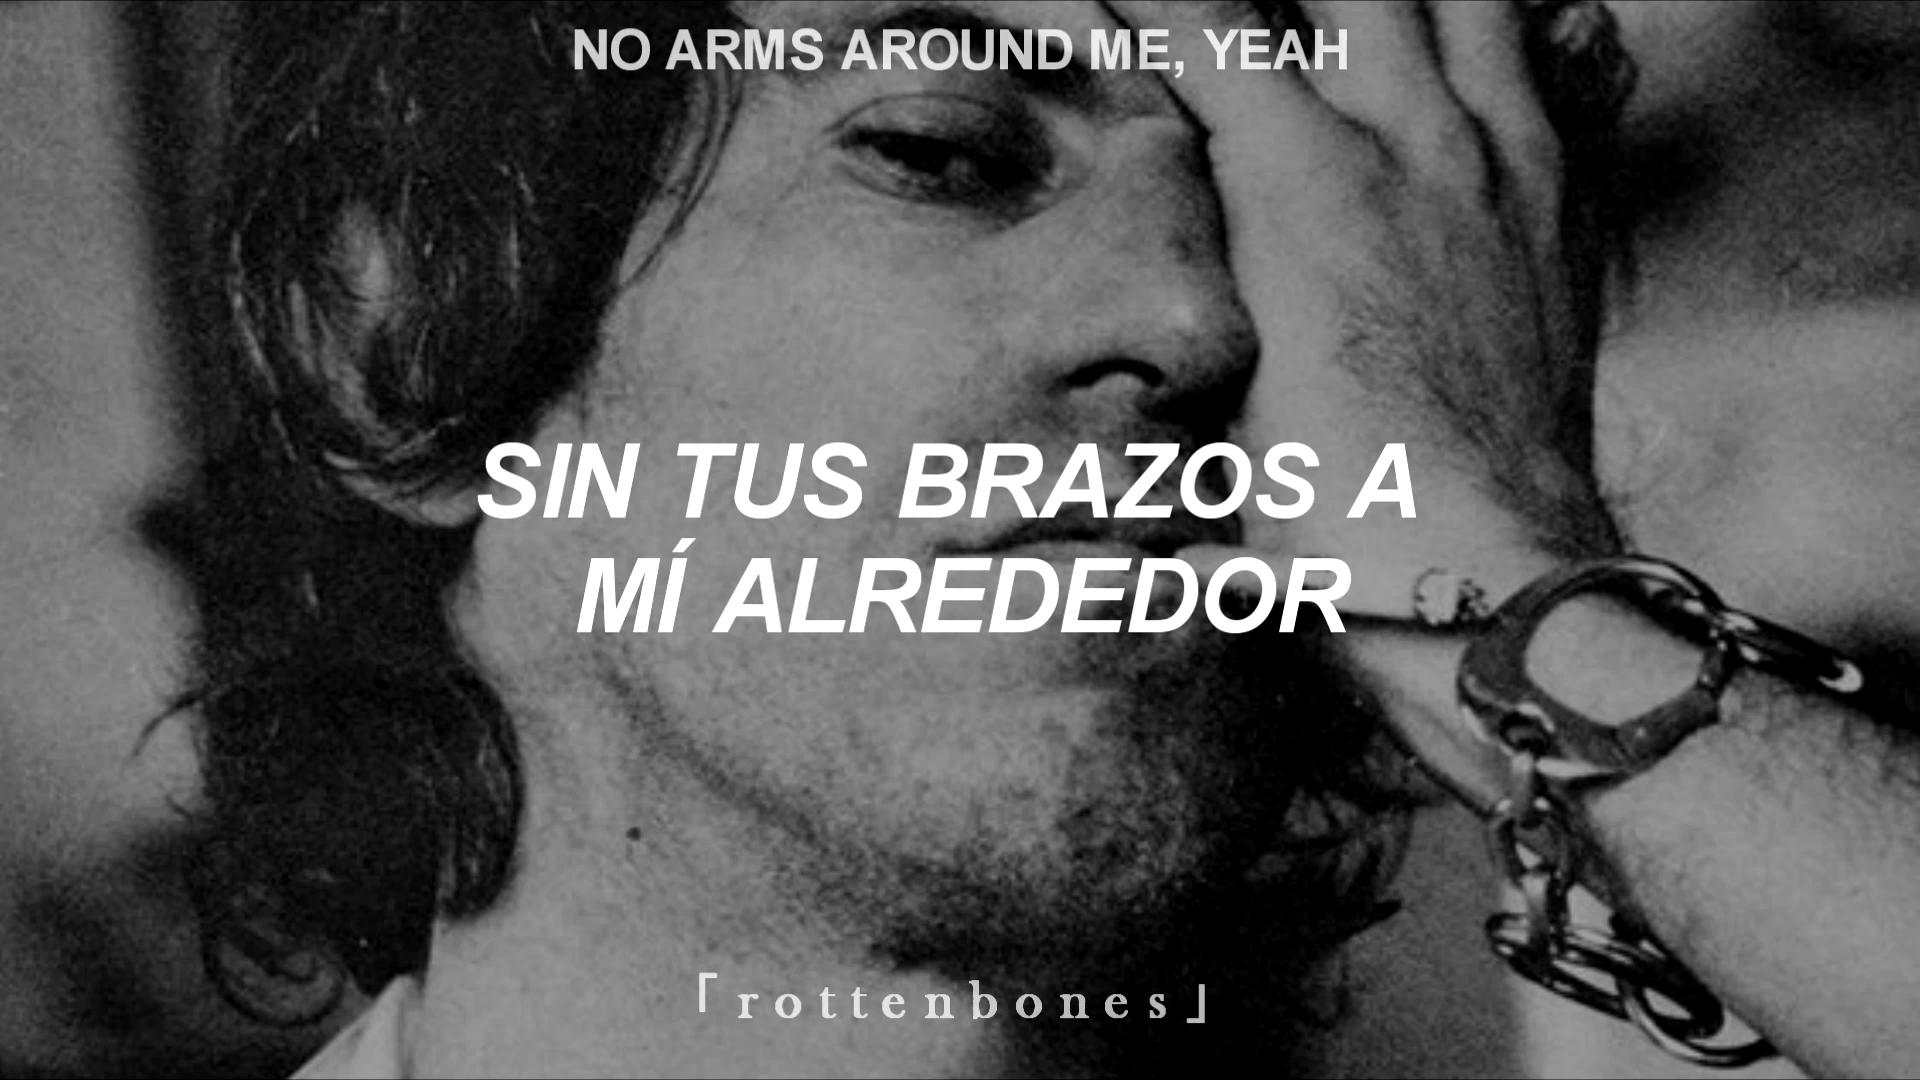 NO ARMS AROUND ME, YEAH
SIN TUS BRAZOS A
MÍ ALREDEDOR
「rottenbones」